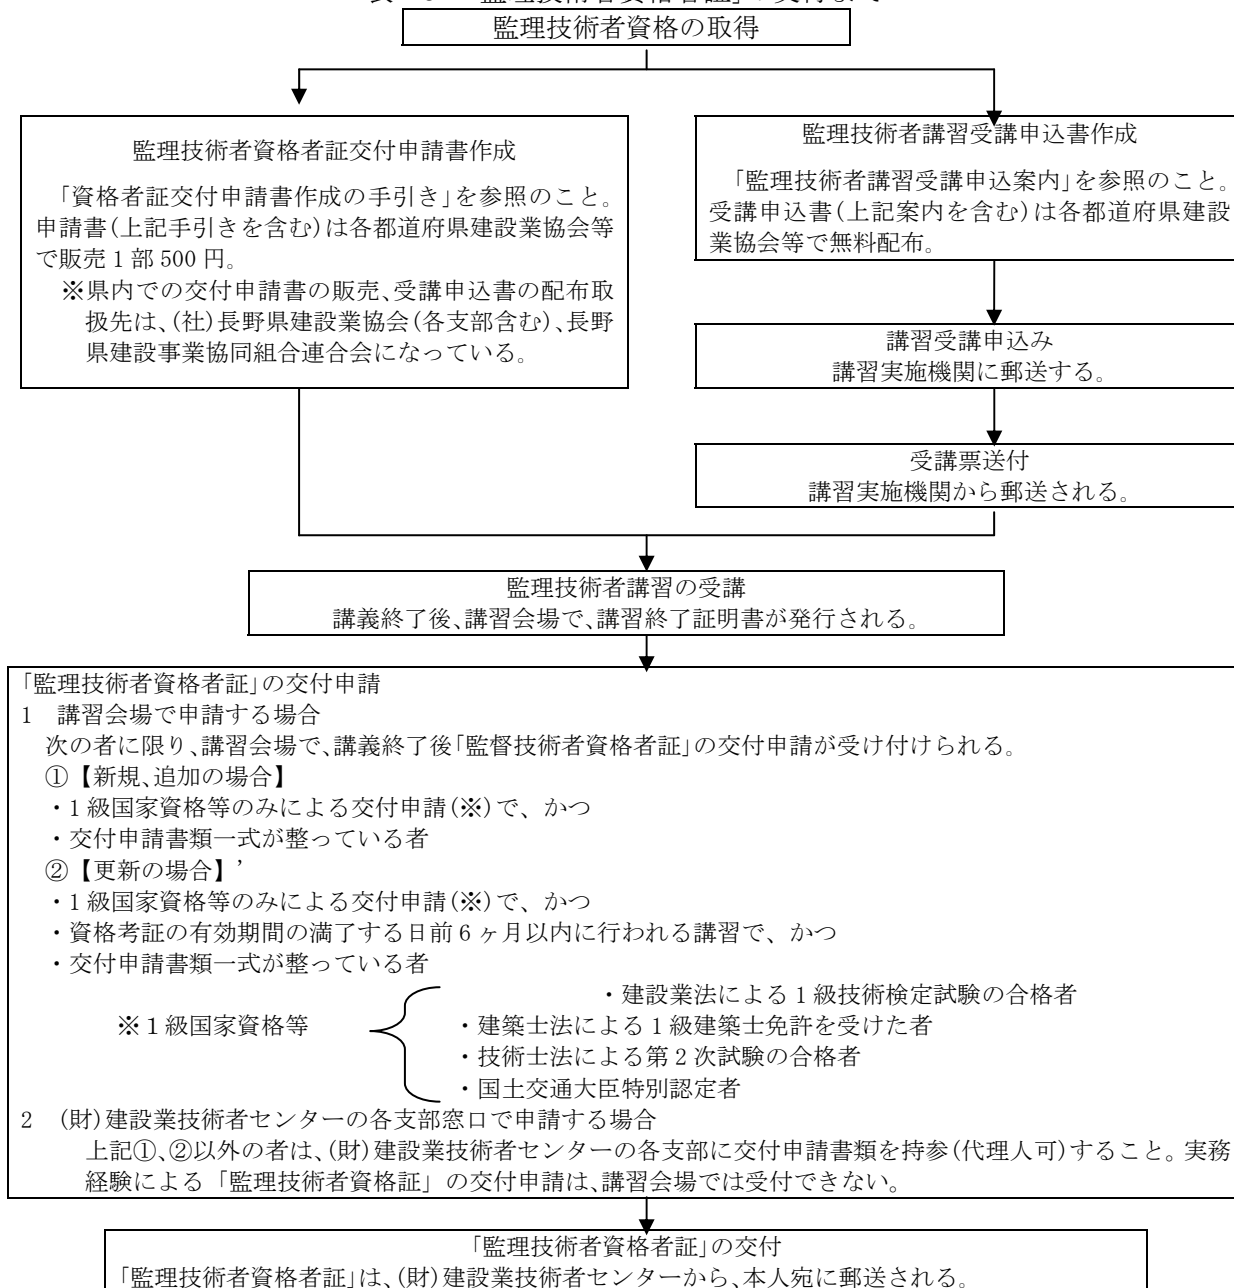 監理技術者資格の取得
監理技術者資格者証交付申請書作成
「資格者証交付申請書作成の手引き」を参照のこと。
申請書(上記手引きを含む)は各都道府県建設業協会等
で販売 1 部 500 円。
※県内での交付申請書の販売、受講申込書の配布取
扱先は、(社)長野県建設業協会(各支部含む)、長野
県建設事業協同組合連合会になっている。
監理技術者講習受講申込書作成
「監理技術者講習受講申込案内」を参照のこと。
受講申込書(上記案内を含む)は各都道府県建設
業協会等で無料配布。
講習受講申込み
講習実施機関に郵送する。
受講票送付
講習実施機関から郵送される。
監理技術者講習の受講
講義終了後、講習会場で、講習終了証明書が発行される。
「監理技術者資格者証」の交付申請
1 講習会場で申請する場合
次の者に限り、講習会場で、講義終了後「監督技術者資格者証」の交付申請が受け付けられる。
①【新規、追加の場合】
・1 級国家資格等のみによる交付申請(※)で、かつ
・交付申請書類一式が整っている者
②【更新の場合】’
・1 級国家資格等のみによる交付申請(※)で、かつ
・資格考証の有効期間の満了する日前 6 ヶ月以内に行われる講習で、かつ
・交付申請書類一式が整っている者
・建設業法による 1 級技術検定試験の合格者
※１級国家資格等 ・建築士法による 1 級建築士免許を受けた者
・技術士法による第 2 次試験の合格者
・国土交通大臣特別認定者
2 (財)建設業技術者センターの各支部窓口で申請する場合
上記①、②以外の者は、(財)建設業技術者センターの各支部に交付申請書類を持参(代理人可)すること。実務
経験による「監理技術者資格証」の交付申請は、講習会場では受付できない。
「監理技術者資格者証」の交付
「監理技術者資格者証」は、(財)建設業技術者センターから、本人宛に郵送される。